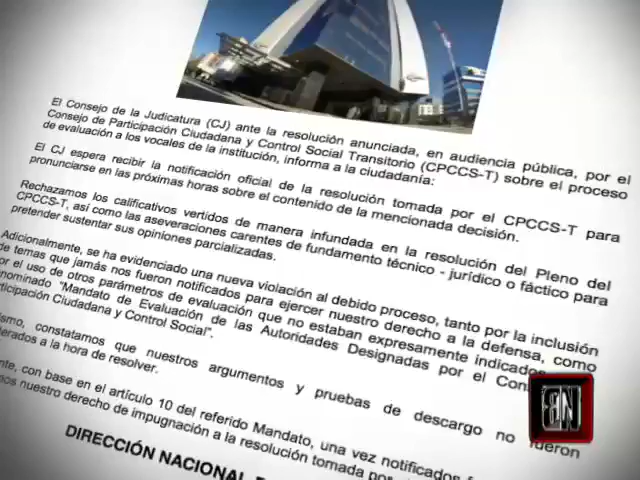 El Consejo de la Judicatura (CJ) ante la resolución anunciada, en audiencia pública, por el
Consejo de Participación Ciudadana y Control Social Transitorio (CPCCS-T) sobre el proceso
de evaluación a los vocales de la institución, informa a la ciudadanía:
El CJ espera recibir la notificación oficial de la resolución tomada por el CPCCS-T para
pronunciarse en las próximas horas sobre el contenido de la mencionada decisión.
Rechazamos los calificativos vertidos de manera infundada en la resolución del Pleno del
CPCCS-T, así como las aseveraciones carentes de fundamento técnico - jurídico o fáctico para
pretender sustentar sus opiniones parcializadas.
Adicionalmente, se ha evidenciado una nueva violación al debido proceso, tanto por la inclusión
de temas que jamás nos fueron notificados para ejercer nuestro derecho a la defensa, como
por el uso de otros parámetros de evaluación que no estaban expresamente indicados
"Mandato de Evaluación de las Autoridades Designadas por el
Ciudadana y Control Social".
constatamos que nuestros argumentos y pruebas de descargo no fueron
a la hora de resolver.
con base en el artículo 10 del referido Mandato, una vez notificados
nuestro derecho de impugnación a la resolución tomada
DIRECCIÓN NACIONAL
BN